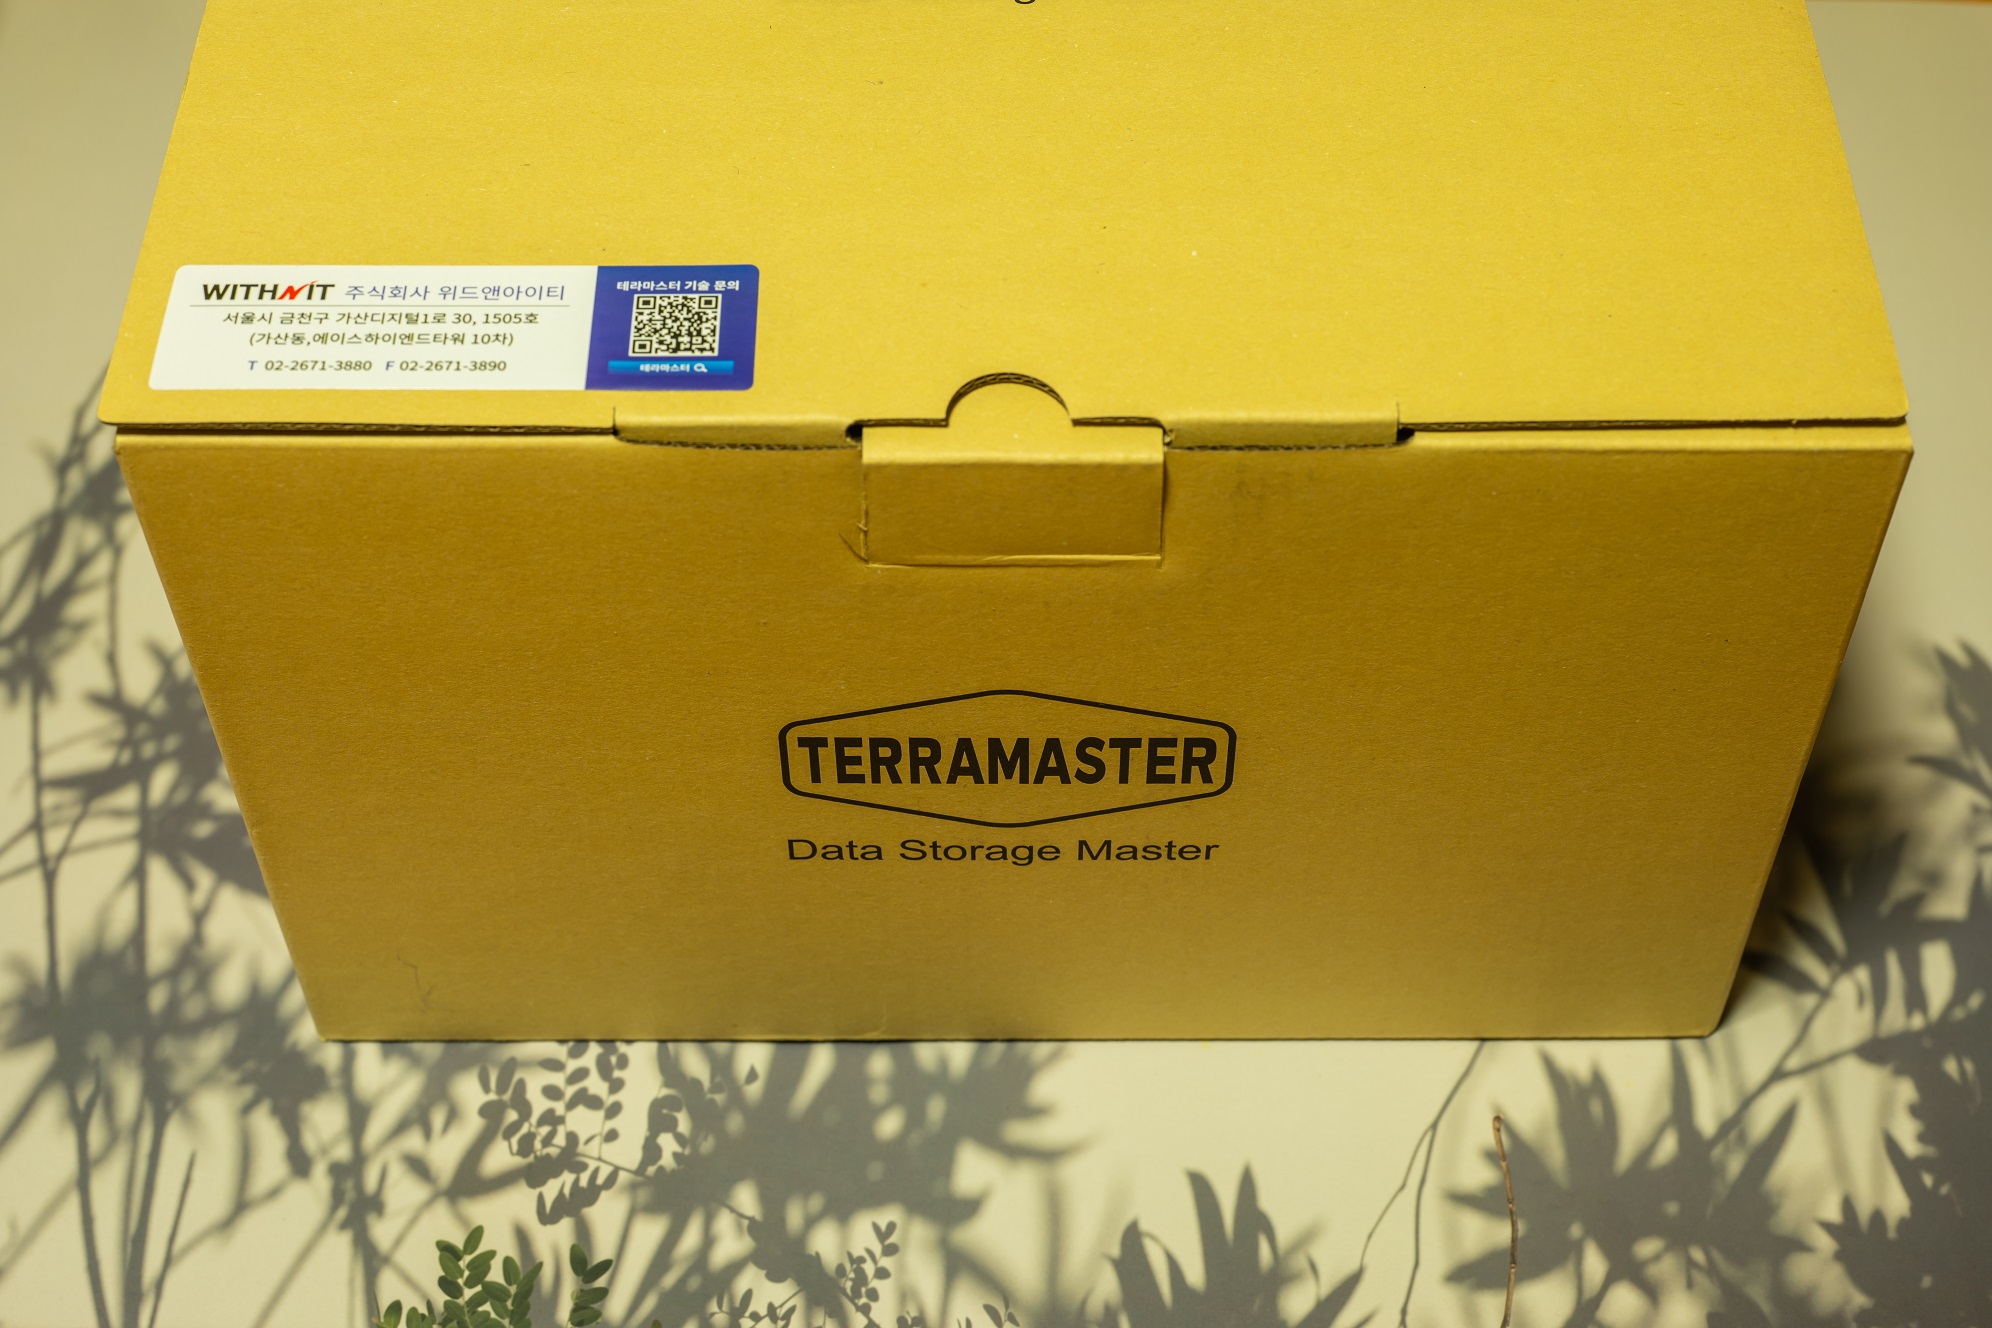 WITHNIT 주식회사 위드앤아이티
서울시 금천구 가산디지털1로 30, 1505호
(가산동,에이스하이엔드타워 10차)
T 02-2671-3880 F 02-2671-3890
테라마스터 기술 문의
테라마스터
TERRAMASTER
Data Storage Master